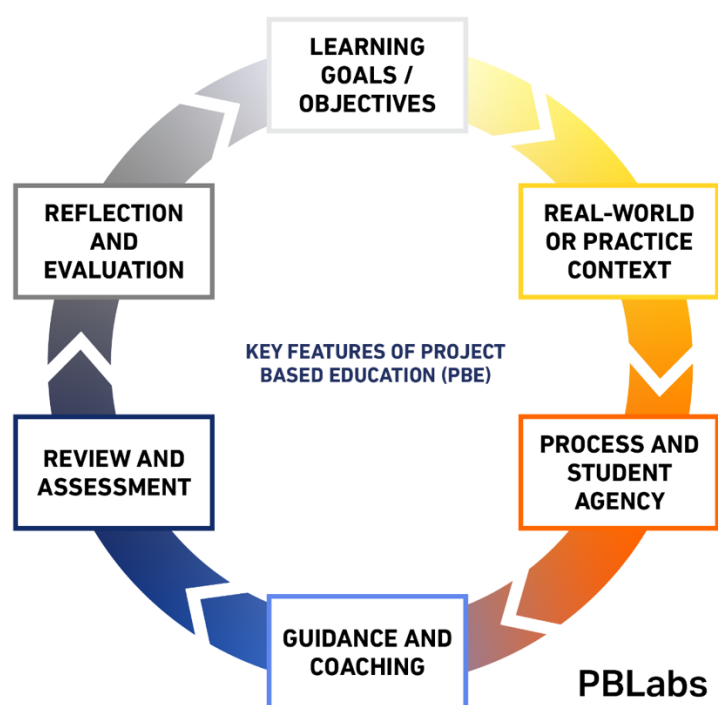 LEARNING
GOALS /
OBJECTIVES
REAL-WORLD
OR PRACTICE
CONTEXT
PROCESS AND
STUDENT
AGENCY
GUIDANCE AND
COACHING
REVIEW AND
ASSESSMENT
REFLECTION
AND
EVALUATION
KEY FEATURES OF PROJECT
BASED EDUCATION (PBE)
PBLabs